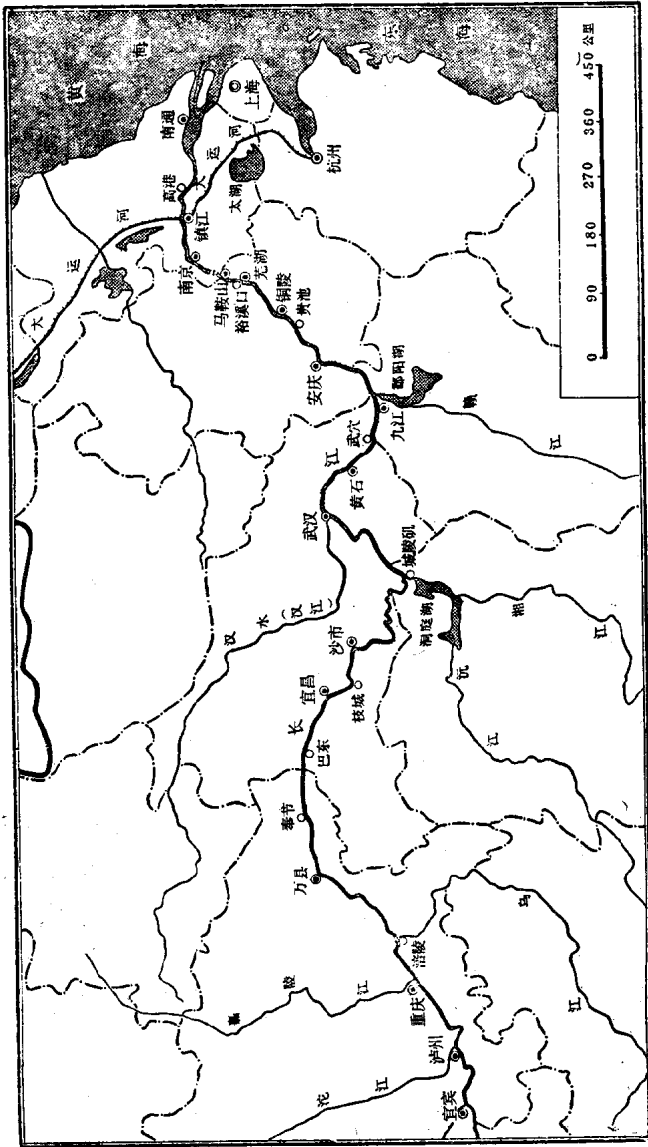 黄 海
东 海
450 公里
360
270
180
90
0
南通
上海
高港
大运河
镇江
太湖
杭州
大运河
南京
马鞍山
芜湖
裕溪口
铜陵
贵池
安庆
鄱阳湖
九江
赣江
武穴
江
黄石
武汉
城陵矶
洞庭湖
湘江
沅江
汉水(汉江)
沙市
宜昌
枝城
长
巴东
奉节
万县
涪陵
乌江
嘉陵江
重庆
泸州
沱江
宜宾